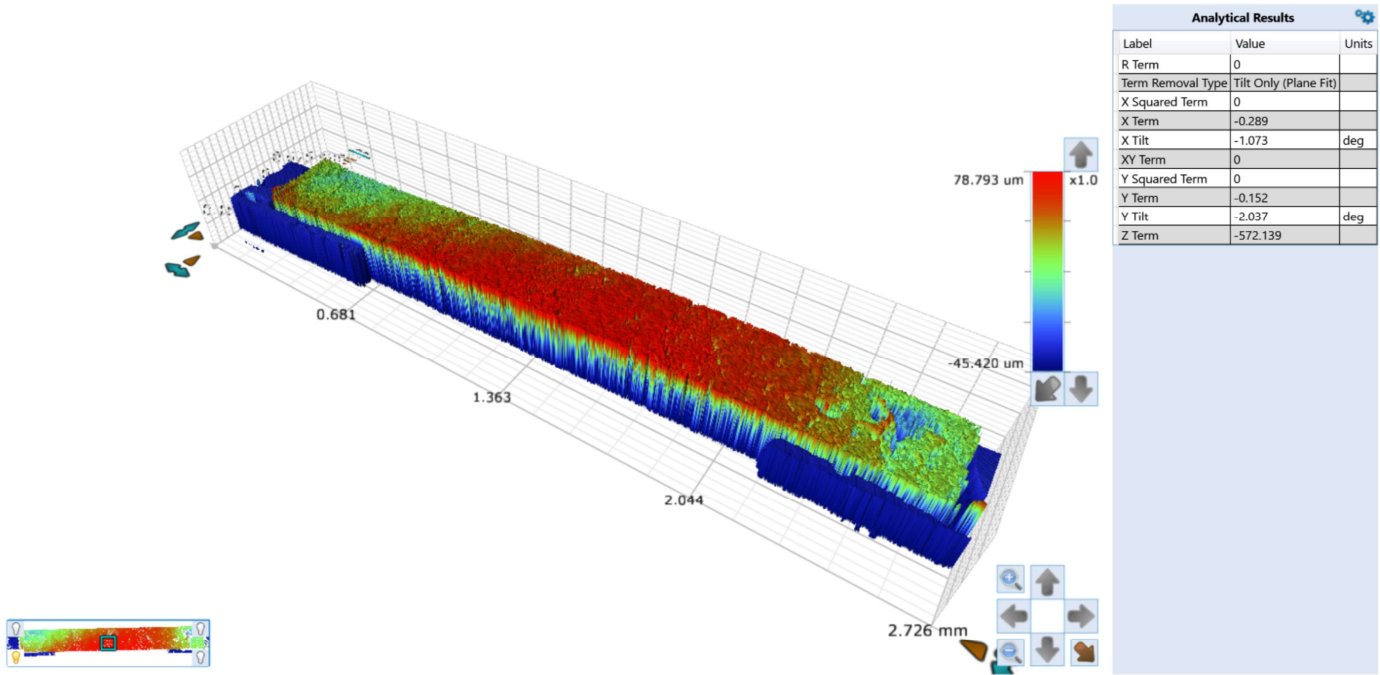 Analytical Results
Label Value Units
R Term 0
Term Removal Type Tilt Only (Plane Fit)
X Squared Term 0
X Term -0.289
X Tilt -1.073 deg
XY Term 0
Y Squared Term 0
Y Term -0.152
Y Tilt -2.037 deg
Z Term -572.139
78.793 um x1.0
-45.420 um
0.681
1.363
2.044
2.726 mm